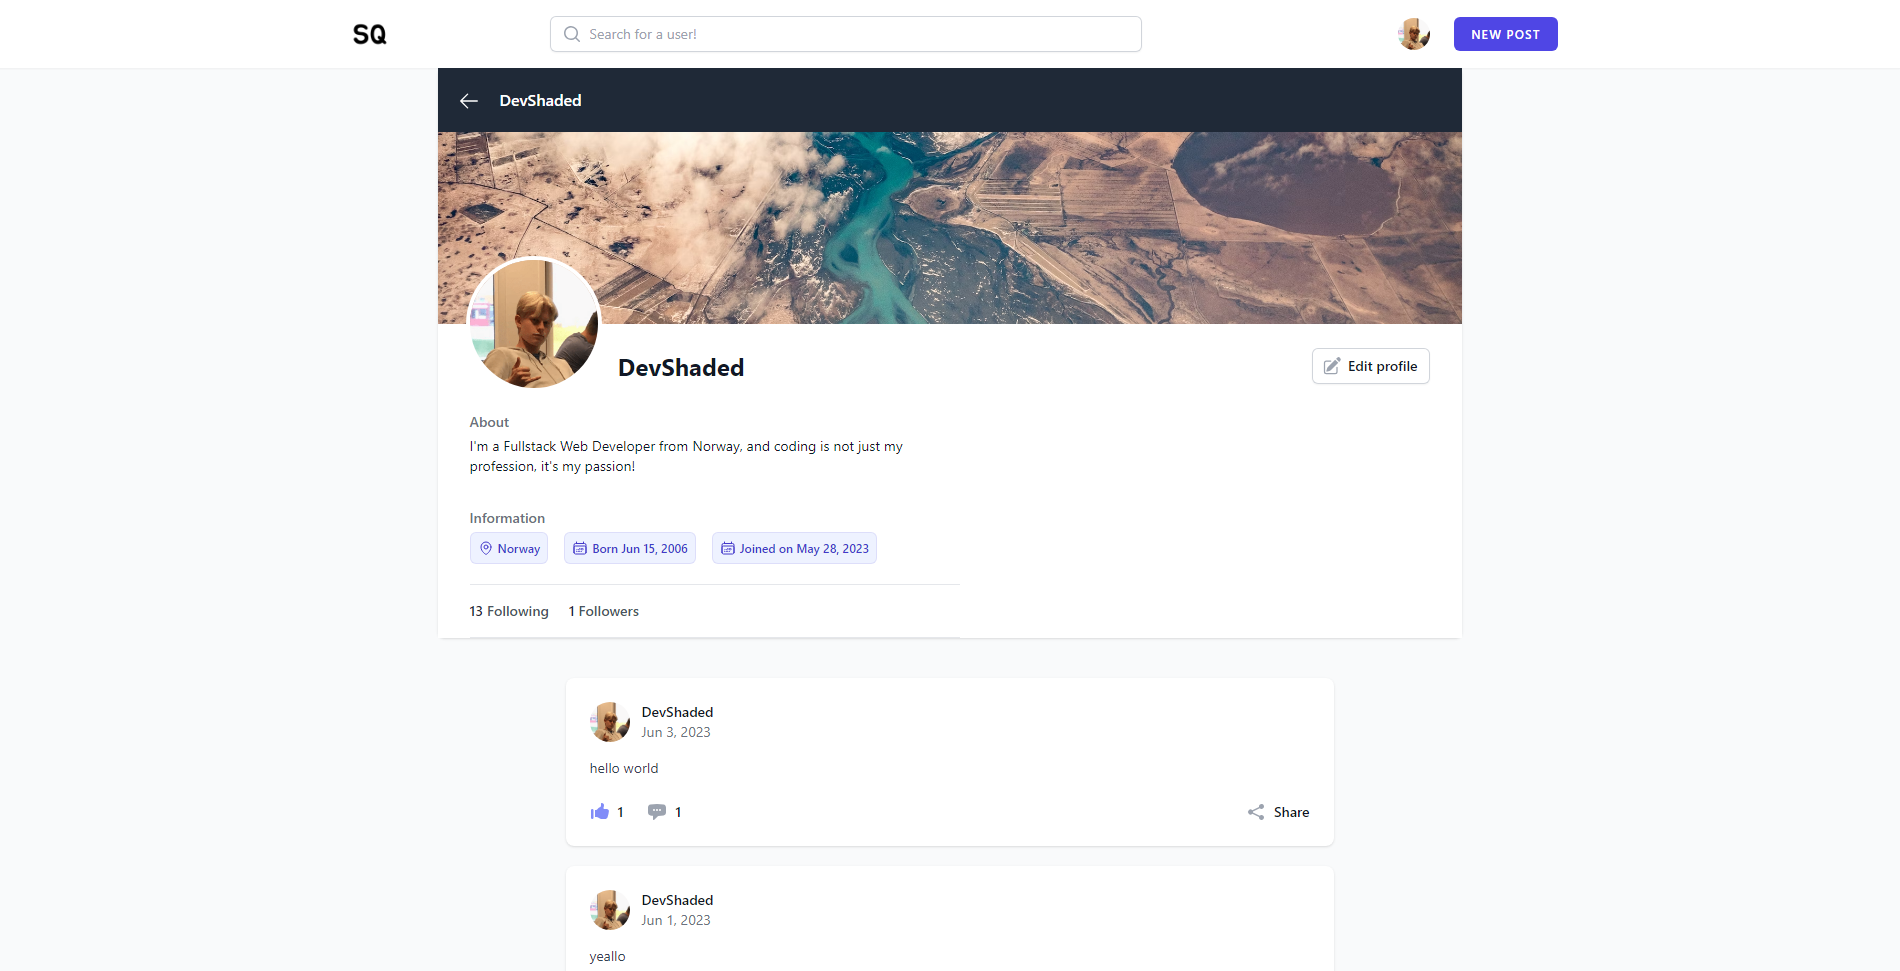 SQ
Search for a user!
NEW POST
DevShaded
DevShaded
Edit profile
About
I'm a Fullstack Web Developer from Norway, and coding is not just my
profession, it's my passion!
Information
Norway
Born Jun 15, 2006
Joined on May 28, 2023
13 Following
1 Followers
DevShaded
Jun 3, 2023
hello world
1
1
Share
DevShaded
Jun 1, 2023
yeallo